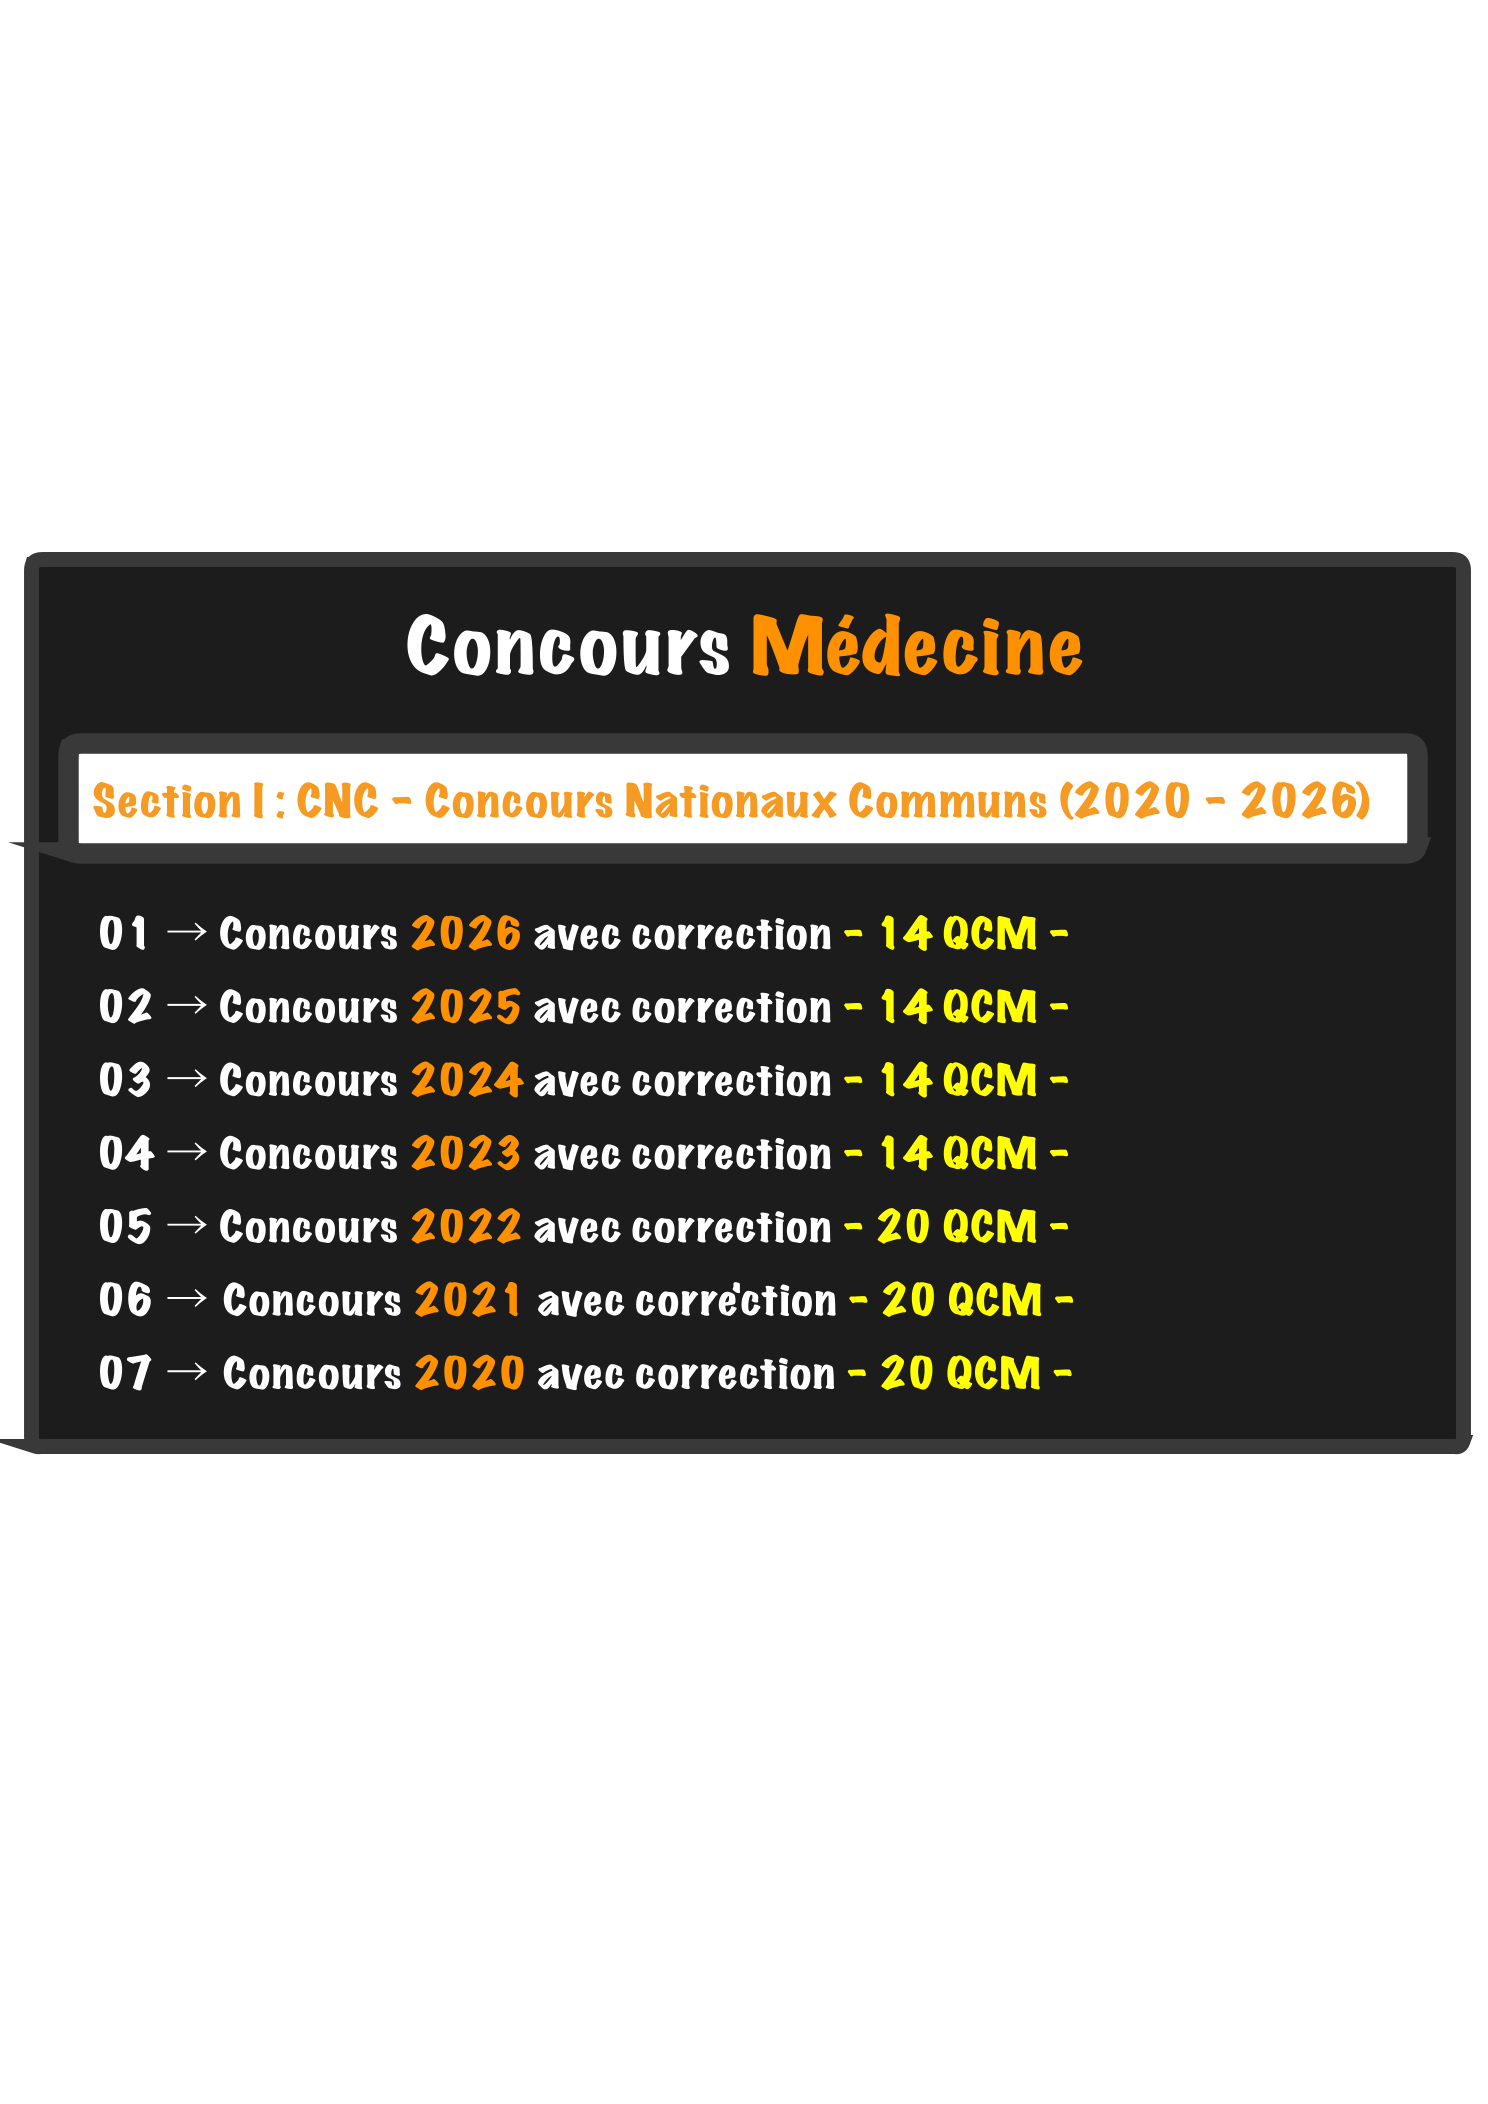 Concours Médecine
Section I : CNC - Concours Nationaux Communs (2020 - 2026)
01 → Concours 2026 avec correction - 14 QCM -
02 → Concours 2025 avec correction - 14 QCM -
03 → Concours 2024 avec correction - 14 QCM -
04 → Concours 2023 avec correction - 14 QCM -
05 → Concours 2022 avec correction - 20 QCM -
06 → Concours 2021 avec corre'ction - 20 QCM -
07 → Concours 2020 avec correction - 20 QCM -